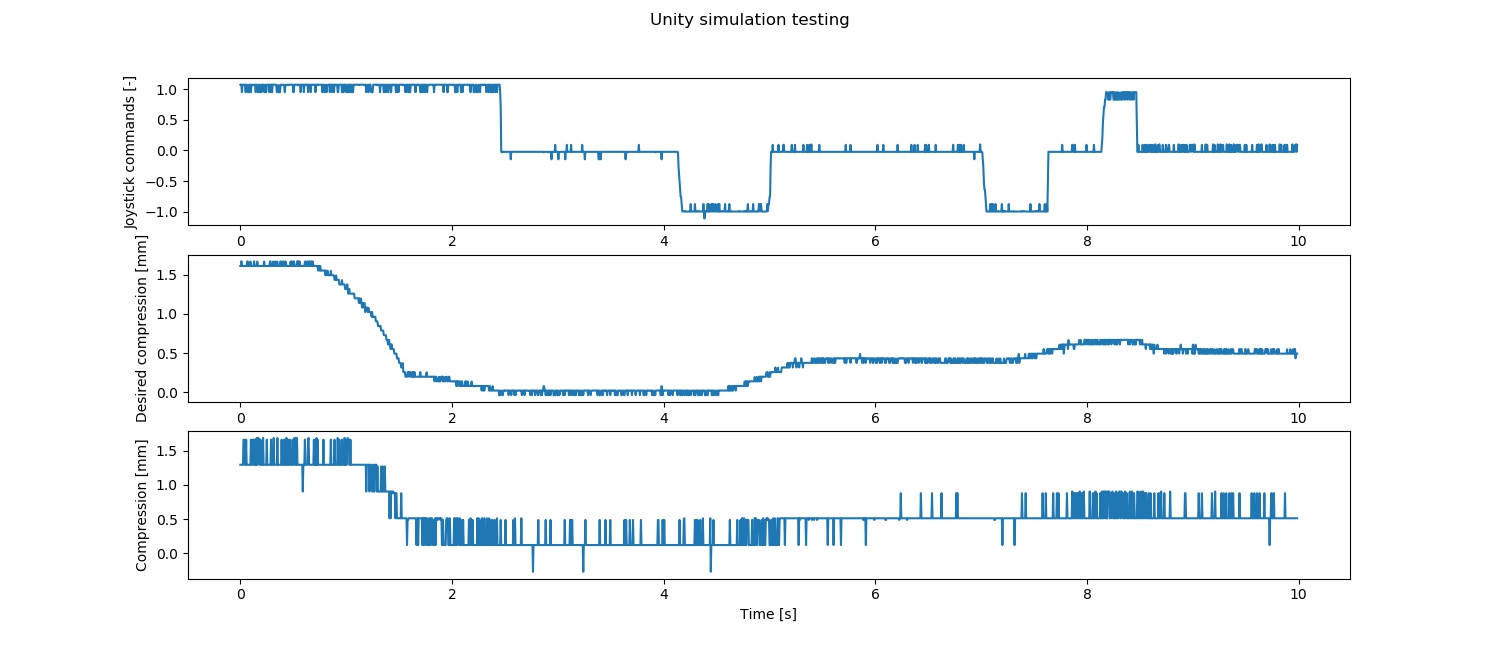 Unity simulation testing
Joystick commands [-]
1.0
0.5
0.0
−0.5
−1.0
0 2 4 6 8 10
Desired compression [mm]
1.5
1.0
0.5
0.0
0 2 4 6 8 10
Compression [mm]
1.5
1.0
0.5
0.0
0 2 4 6 8 10
Time [s]